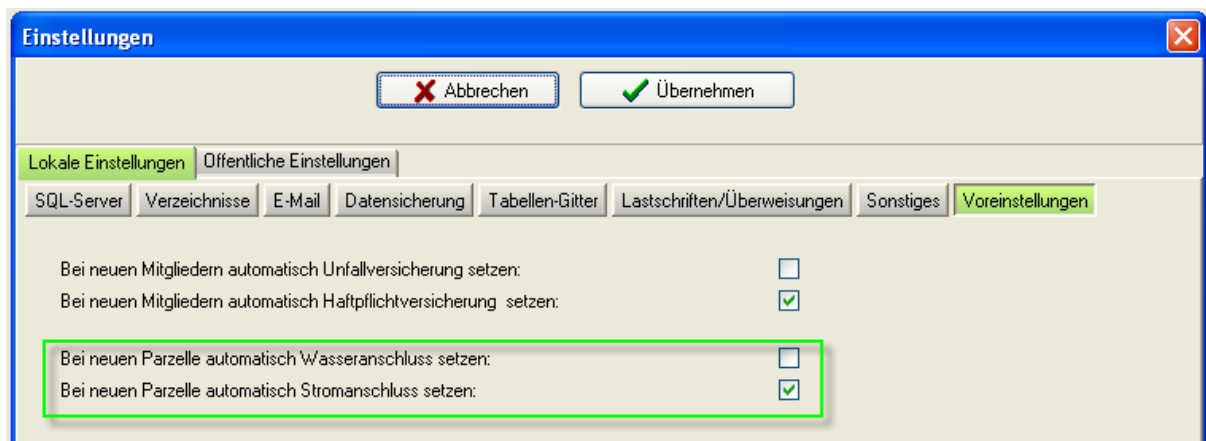 Einstellungen
Abbrechen Übernehmen
Lokale Einstellungen Öffentliche Einstellungen
SQL-Server Verzeichnisse E-Mail Datensicherung Tabellen-Gitter Lastschriften/Überweisungen Sonstiges Voreinstellungen
Bei neuen Mitgliedern automatisch Unfallversicherung setzen:
Bei neuen Mitgliedern automatisch Haftpflichtversicherung setzen:
Bei neuen Parzelle automatisch Wasseranschluss setzen:
Bei neuen Parzelle automatisch Stromanschluss setzen: